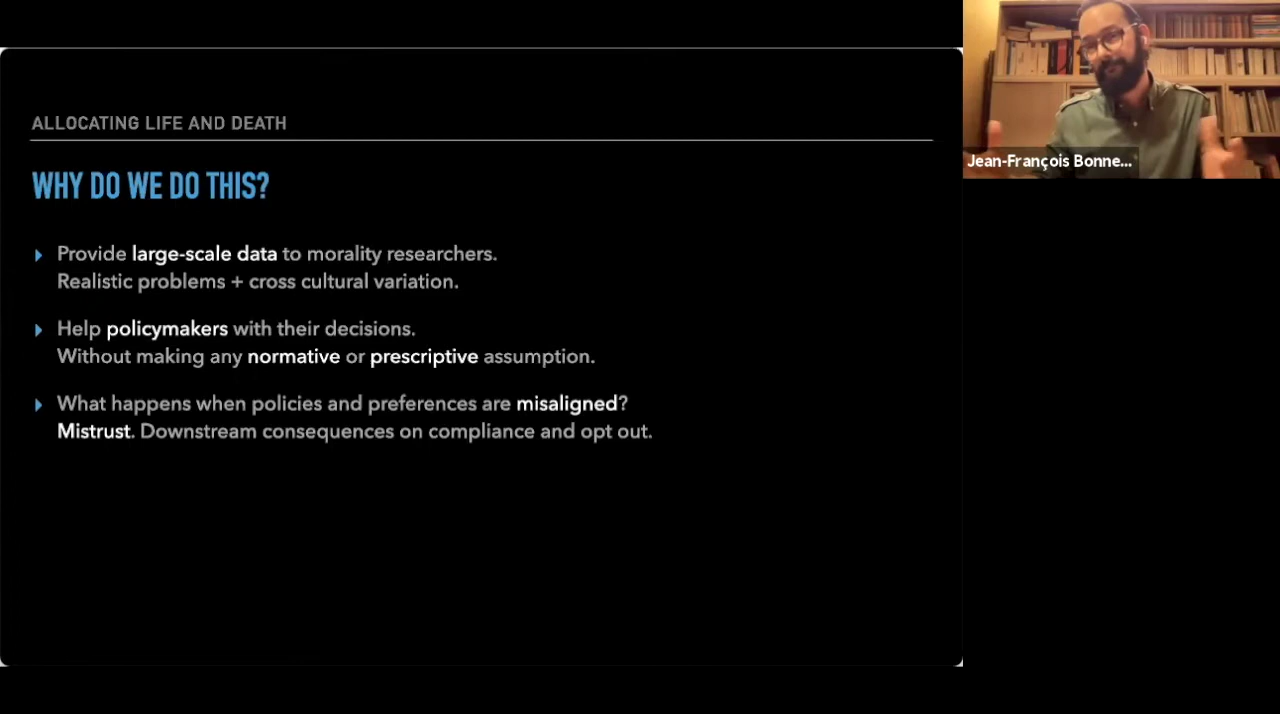 ALLOCATING LIFE AND DEATH
WHY DO WE DO THIS?
Provide large-scale data to morality researchers.
Realistic problems + cross cultural variation.
Help policymakers with their decisions.
Without making any normative or prescriptive assumption.
What happens when policies and preferences are misaligned?
Mistrust. Downstream consequences on compliance and opt out.
Jean-François Bonne...